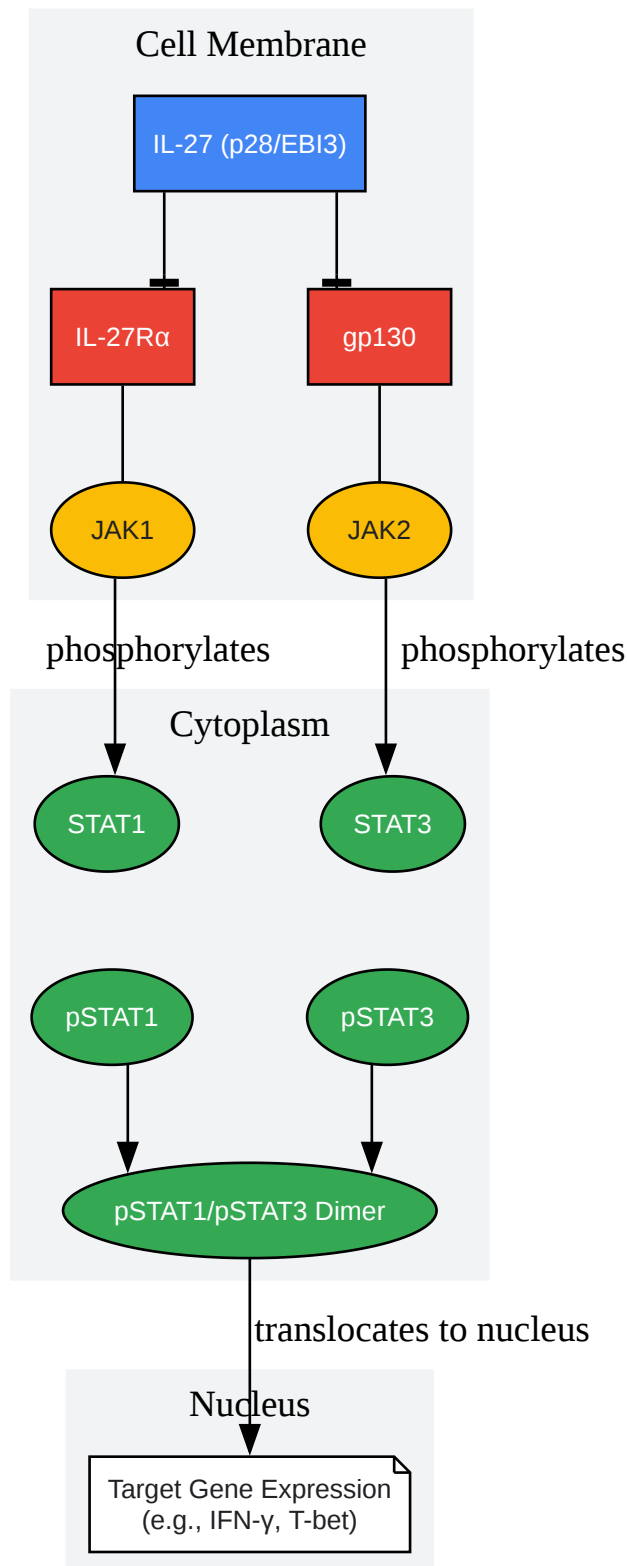 Cell Membrane
IL-27 (p28/EBI3)
IL-27Rα
gp130
JAK1
JAK2
phosphorylates
phosphorylates
Cytoplasm
STAT1
STAT3
pSTAT1
pSTAT3
pSTAT1/pSTAT3 Dimer
translocates to nucleus
Nucleus
Target Gene Expression
(e.g., IFN-γ, T-bet)